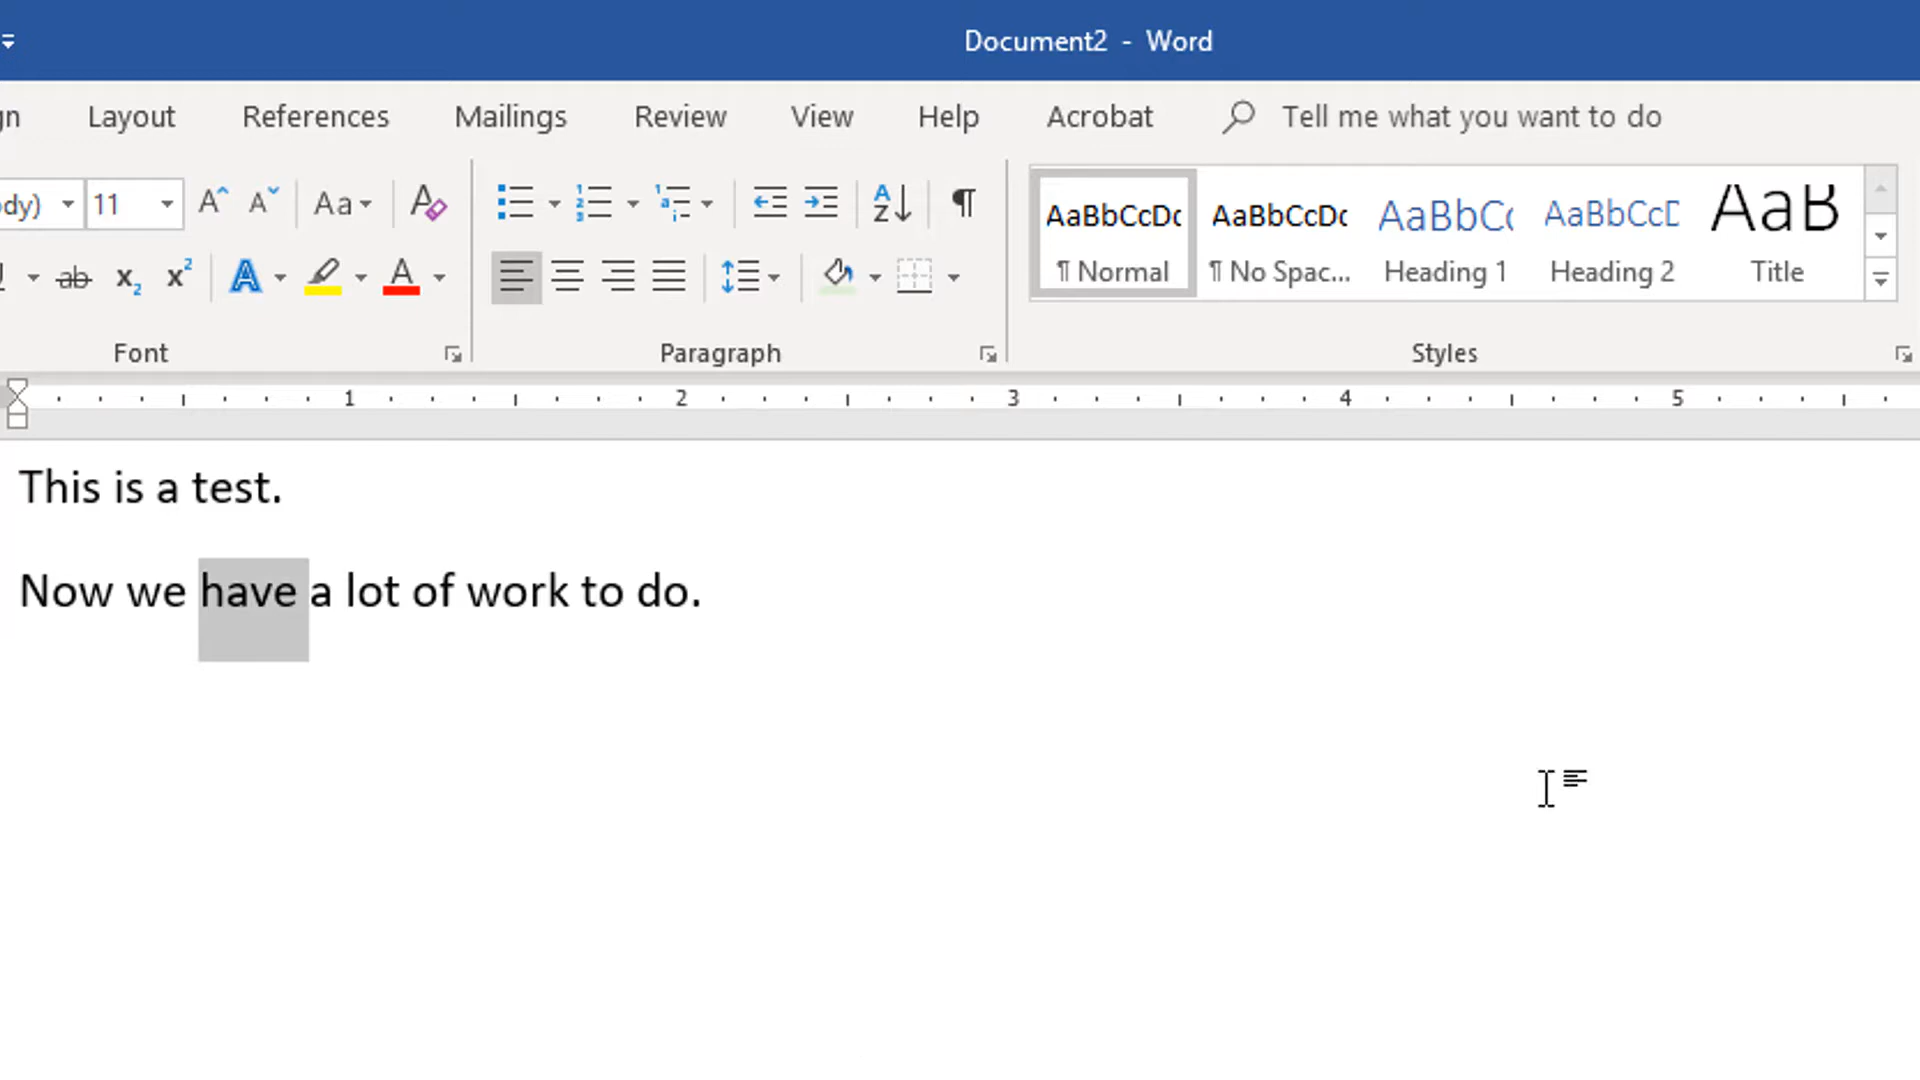 Document2 - Word
gn Layout References Mailings Review View Help Acrobat Tell me what you want to do
ody) 11 Aa
AaBbCcDc AaBbCcDc AaBbCc AaBbCcD AaB
¶ Normal ¶ No Spac... Heading 1 Heading 2 Title
Font Paragraph Styles
1 2 3 4 5
This is a test.
Now we have a lot of work to do.